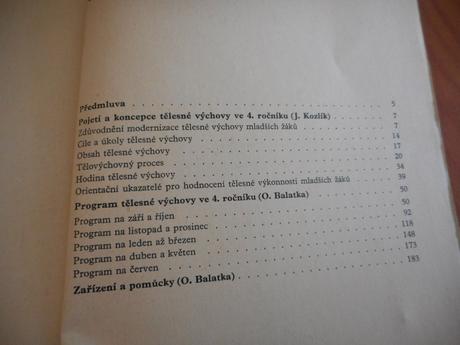 Předmluva . . . . . . . . . . . . . . . . . . 5
Pojetí a koncepce tělesné výchovy ve 4. ročníku (J. Kozlík) . . . . 7
Zdůvodnění modernizace tělesné výchovy mladších žáků . . . . . 7
Cíle a úkoly tělesné výchovy . . . . . . . . . . . . 14
Obsah tělesné výchovy . . . . . . . . . . . . . . 17
Tělovýchovný proces . . . . . . . . . . . . . . 20
Hodina tělesné výchovy . . . . . . . . . . . . . 34
Orientační ukazatelé pro hodnocení tělesné výkonnosti mladších žáků . . . 39
Program tělesné výchovy ve 4. ročníku (O. Balatka) . . . . . . 50
Program na září a říjen . . . . . . . . . . . . . 50
Program na listopad a prosinec . . . . . . . . . . . 92
Program na leden až březen . . . . . . . . . . . . 118
Program na duben a květen . . . . . . . . . . . . 148
Program na červen . . . . . . . . . . . . . . 173
Zařízení a pomůcky (O. Balatka) . . . . . . . . . . . 183